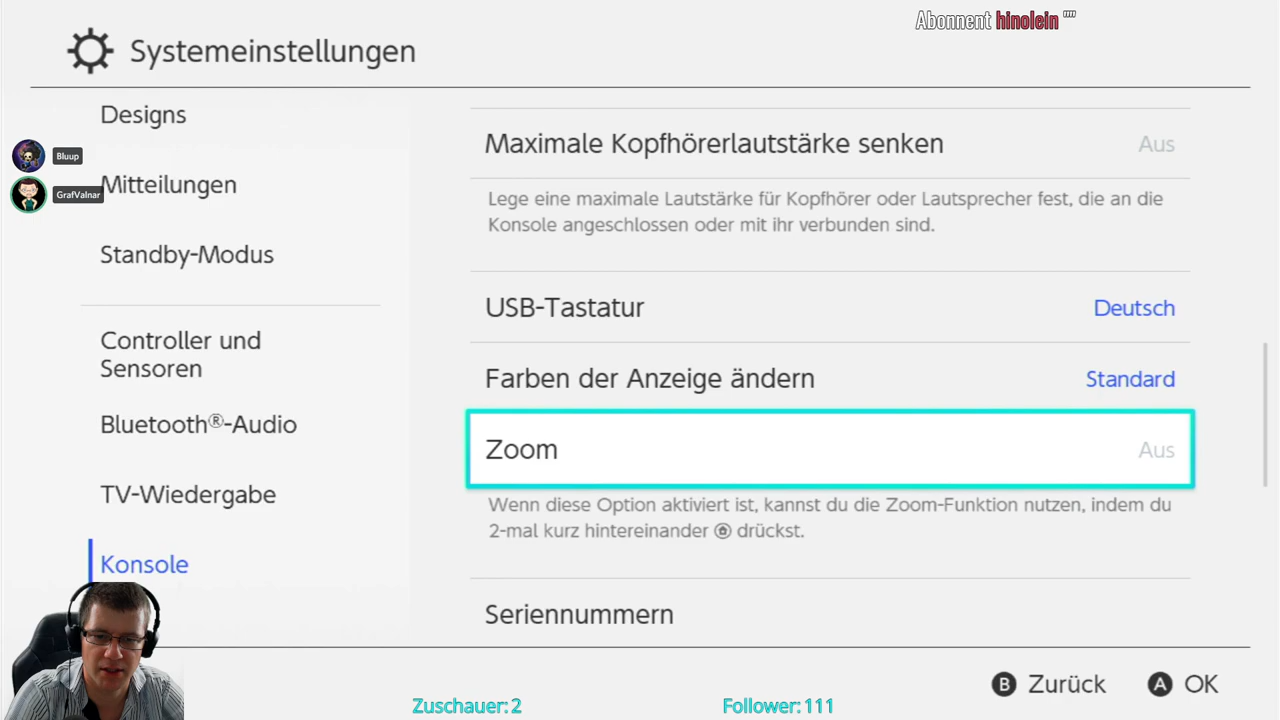 Abonnent hinolein ""
Systemeinstellungen
Designs
Bluup
GrafValnar
Mitteilungen
Standby-Modus
Controller und
Sensoren
Bluetooth®-Audio
TV-Wiedergabe
Konsole
Maximale Kopfhörerlautstärke senken Aus
Lege eine maximale Lautstärke für Kopfhörer oder Lautsprecher fest, die an die
Konsole angeschlossen oder mit ihr verbunden sind.
USB-Tastatur Deutsch
Farben der Anzeige ändern Standard
Zoom Aus
Wenn diese Option aktiviert ist, kannst du die Zoom-Funktion nutzen, indem du
2-mal kurz hintereinander drückst.
Seriennummern
B Zurück A OK
Zuschauer: 2 Follower: 111